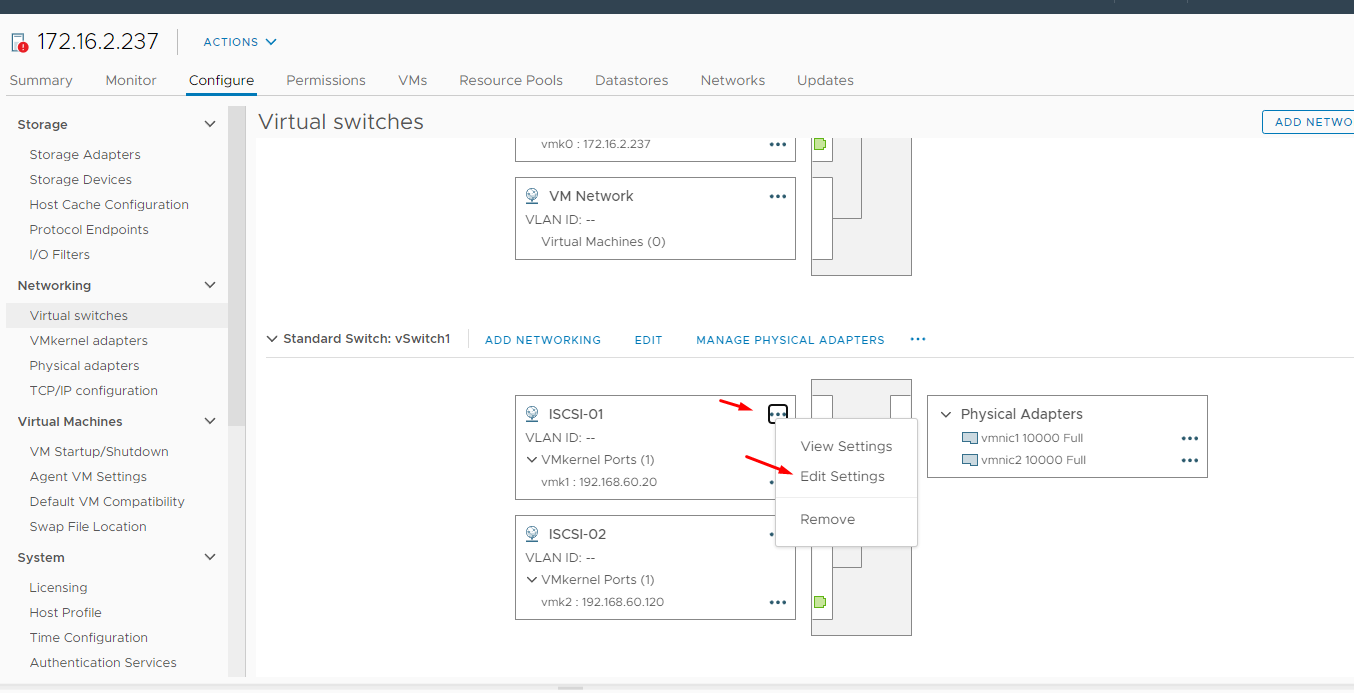 172.16.2.237
ACTIONS
Summary Monitor Configure Permissions VMs Resource Pools Datastores Networks Updates
Storage
Storage Adapters
Storage Devices
Host Cache Configuration
Protocol Endpoints
I/O Filters
Networking
Virtual switches
VMkernel adapters
Physical adapters
TCP/IP configuration
Virtual Machines
VM Startup/Shutdown
Agent VM Settings
Default VM Compatibility
Swap File Location
System
Licensing
Host Profile
Time Configuration
Authentication Services
Virtual switches
ADD NETWO
vmk0 : 172.16.2.237
VM Network
VLAN ID: --
Virtual Machines (0)
Standard Switch: vSwitch1 ADD NETWORKING EDIT MANAGE PHYSICAL ADAPTERS
ISCSI-01
VLAN ID: --
VMkernel Ports (1)
vmk1 : 192.168.60.20
ISCSI-02
VLAN ID: --
VMkernel Ports (1)
vmk2 : 192.168.60.120
View Settings
Edit Settings
Remove
Physical Adapters
vmnic1 10000 Full
vmnic2 10000 Full